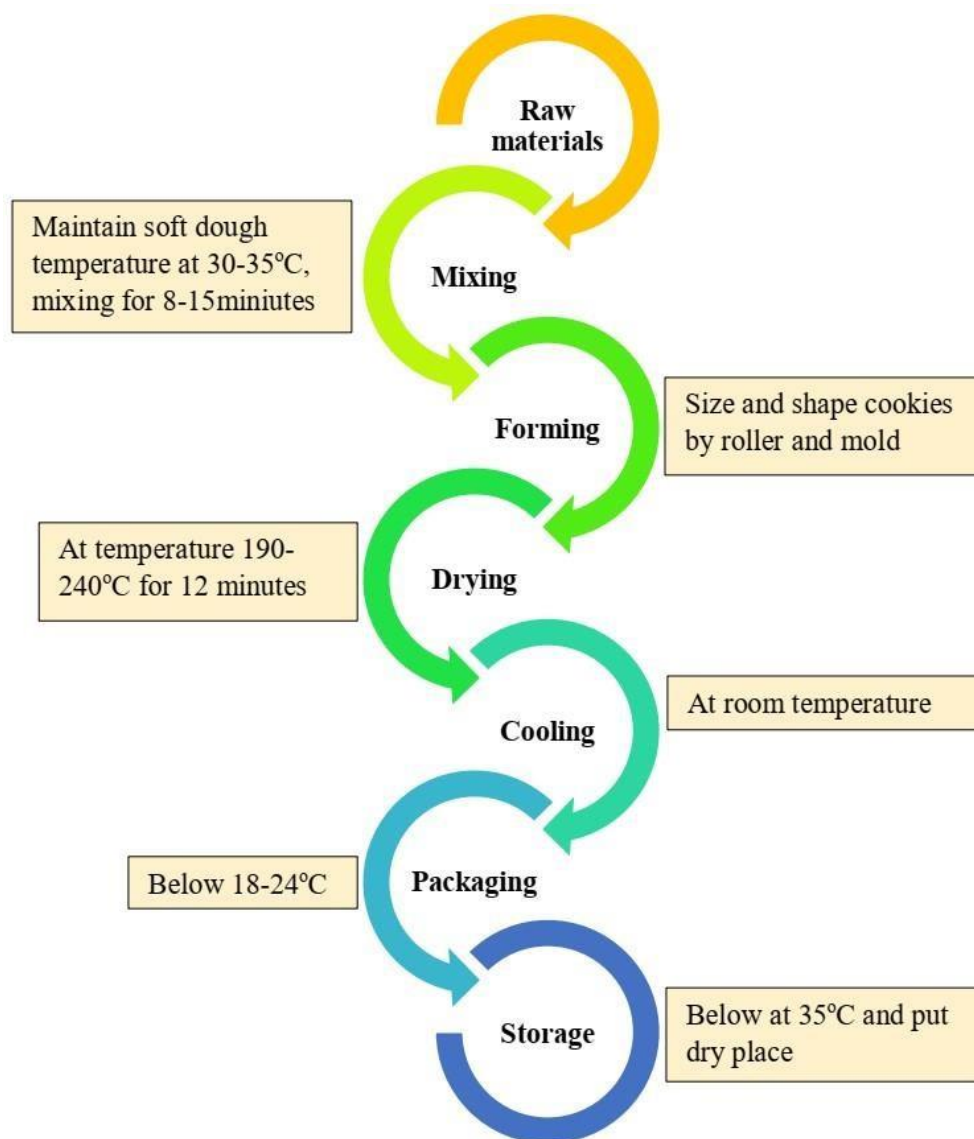 Raw
materials
Maintain soft dough
temperature at 30-35°C,
mixing for 8-15miniutes
Mixing
Forming
Size and shape cookies
by roller and mold
At temperature 190-
240°C for 12 minutes
Drying
Cooling
At room temperature
Below 18-24°C
Packaging
Storage
Below at 35°C and put
dry place